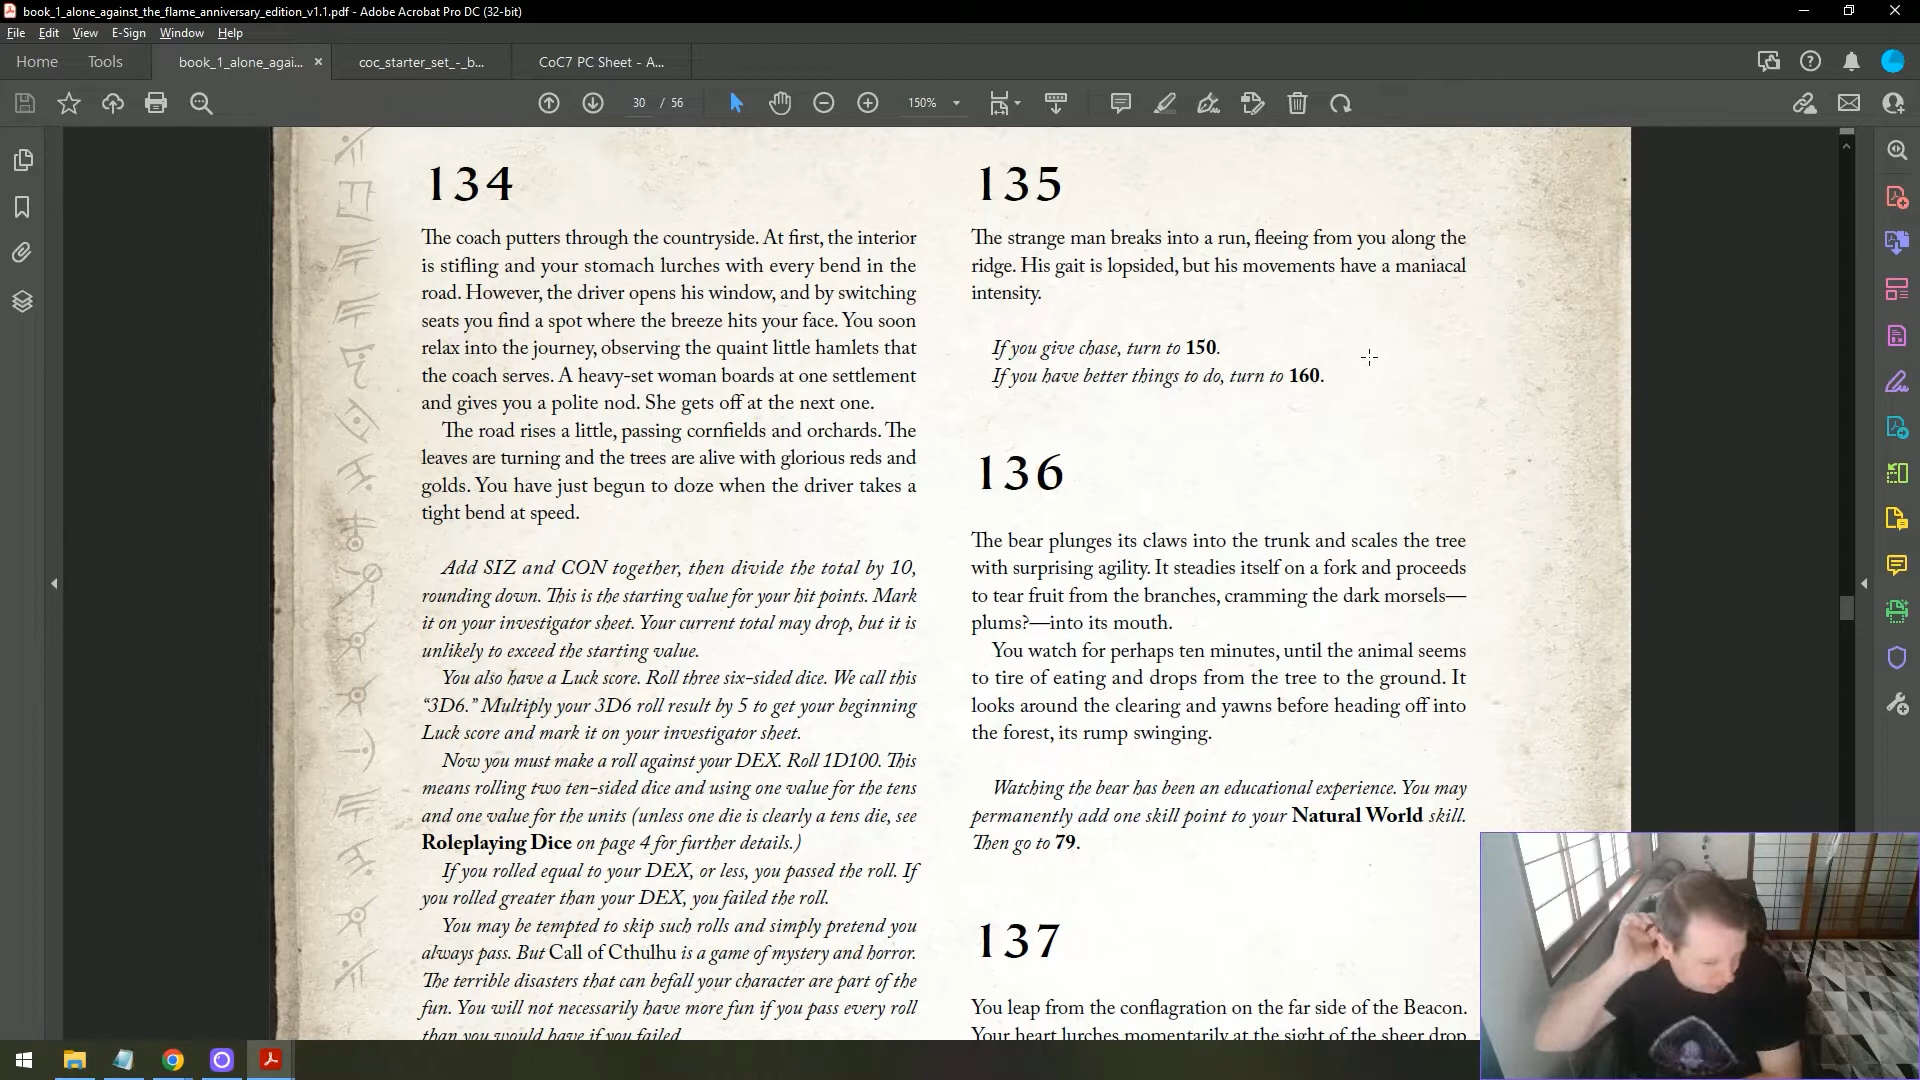 book_1_alone_against_the_flame_anniversary_edition_v1.1.pdf - Adobe Acrobat Pro DC (32-bit)
File Edit View E-Sign Window Help
Home Tools book_1_alone_agai... × coc_starter_set_-_b... CoC7 PC Sheet - A...
30 / 56 150%
134
The coach putters through the countryside. At first, the interior
is stifling and your stomach lurches with every bend in the
road. However, the driver opens his window, and by switching
seats you find a spot where the breeze hits your face. You soon
relax into the journey, observing the quaint little hamlets that
the coach serves. A heavy-set woman boards at one settlement
and gives you a polite nod. She gets off at the next one.
The road rises a little, passing cornfields and orchards. The
leaves are turning and the trees are alive with glorious reds and
golds. You have just begun to doze when the driver takes a
tight bend at speed.
Add SIZ and CON together, then divide the total by 10,
rounding down. This is the starting value for your hit points. Mark
it on your investigator sheet. Your current total may drop, but it is
unlikely to exceed the starting value.
You also have a Luck score. Roll three six-sided dice. We call this
“3D6.” Multiply your 3D6 roll result by 5 to get your beginning
Luck score and mark it on your investigator sheet.
Now you must make a roll against your DEX. Roll 1D100. This
means rolling two ten-sided dice and using one value for the tens
and one value for the units (unless one die is clearly a tens die, see
Roleplaying Dice on page 4 for further details.)
If you rolled equal to your DEX, or less, you passed the roll. If
you rolled greater than your DEX, you failed the roll.
You may be tempted to skip such rolls and simply pretend you
always pass. But Call of Cthulhu is a game of mystery and horror.
The terrible disasters that can befall your character are part of the
fun. You will not necessarily have more fun if you pass every roll
than you would have if you failed.
135
The strange man breaks into a run, fleeing from you along the
ridge. His gait is lopsided, but his movements have a maniacal
intensity.
If you give chase, turn to 150.
If you have better things to do, turn to 160.
136
The bear plunges its claws into the trunk and scales the tree
with surprising agility. It steadies itself on a fork and proceeds
to tear fruit from the branches, cramming the dark morsels—
plums?—into its mouth.
You watch for perhaps ten minutes, until the animal seems
to tire of eating and drops from the tree to the ground. It
looks around the clearing and yawns before heading off into
the forest, its rump swinging.
Watching the bear has been an educational experience. You may
permanently add one skill point to your Natural World skill.
Then go to 79.
137
You leap from the conflagration on the far side of the Beacon.
Your heart lurches momentarily at the sight of the sheer drop